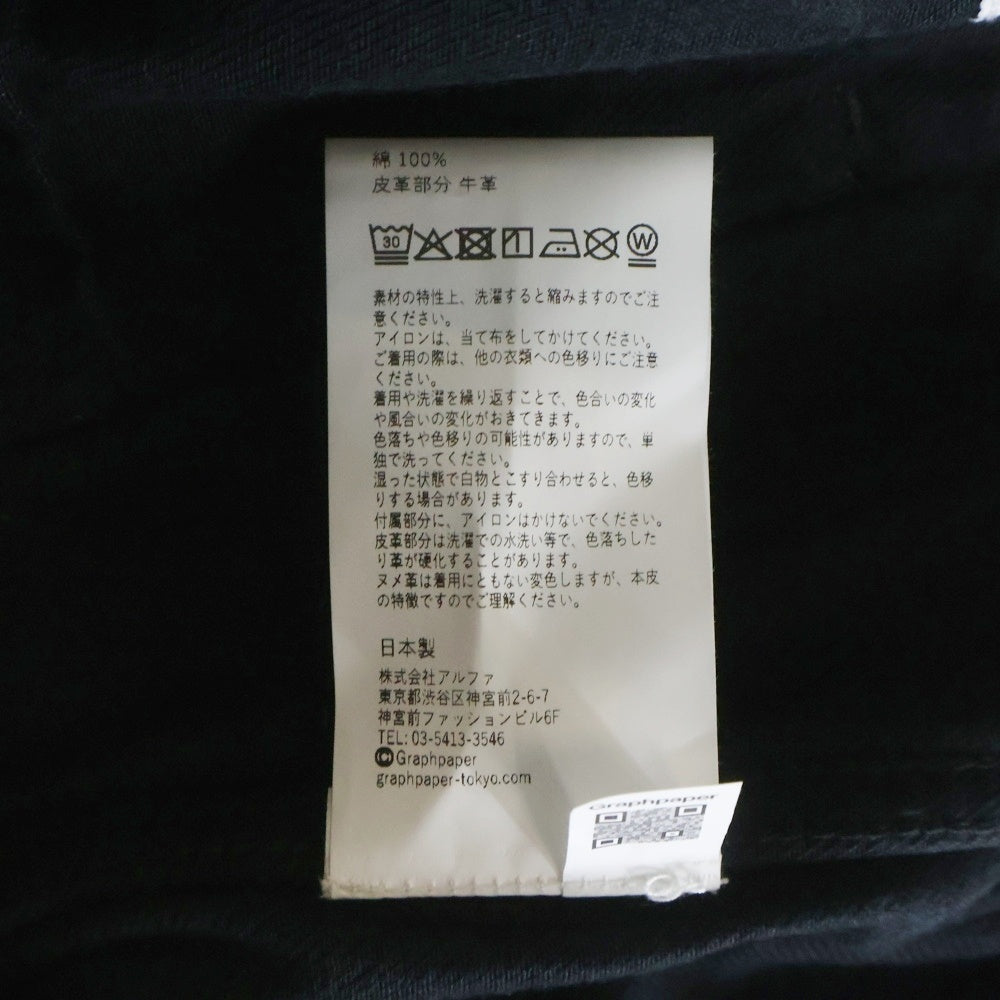 綿 100%
皮革部分 牛革
30 W
素材の特性上、洗濯すると縮みますのでご注
意ください。
アイロンは、当て布をしてかけてください。
ご着用の際は、他の衣類への色移りにご注意
ください。
着用や洗濯を繰り返すことで、色合いの変化
や風合いの変化がおきてきます。
色落ちや色移りの可能性がありますので、単
独で洗ってください。
湿った状態で白物とこすり合わせると、色移
りする場合があります。
付属部分に、アイロンはかけないでください。
皮革部分は洗濯での水洗い等で、色落ちした
り革が硬化することがあります。
ヌメ革は着用にともない変色しますが、本皮
の特徴ですのでご理解ください。
日本製
株式会社アルファ
東京都渋谷区神宮前2-6-7
神宮前ファッションビル6F
TEL: 03-5413-3546
Graphpaper
graphpaper-tokyo.com
Graphpaper